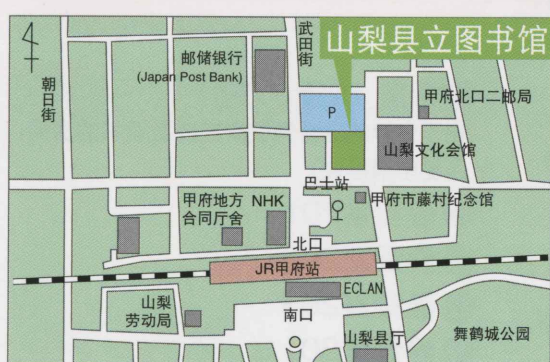 山梨县立图书馆
武田街
邮储银行
(Japan Post Bank)
朝日街
P
甲府北口二邮局
山梨文化会馆
巴士站
甲府地方
合同厅舍
NHK
甲府市藤村纪念馆
北口
JR甲府站
ECLAN
山梨
劳动局
南口
山梨县厅
舞鹤城公园